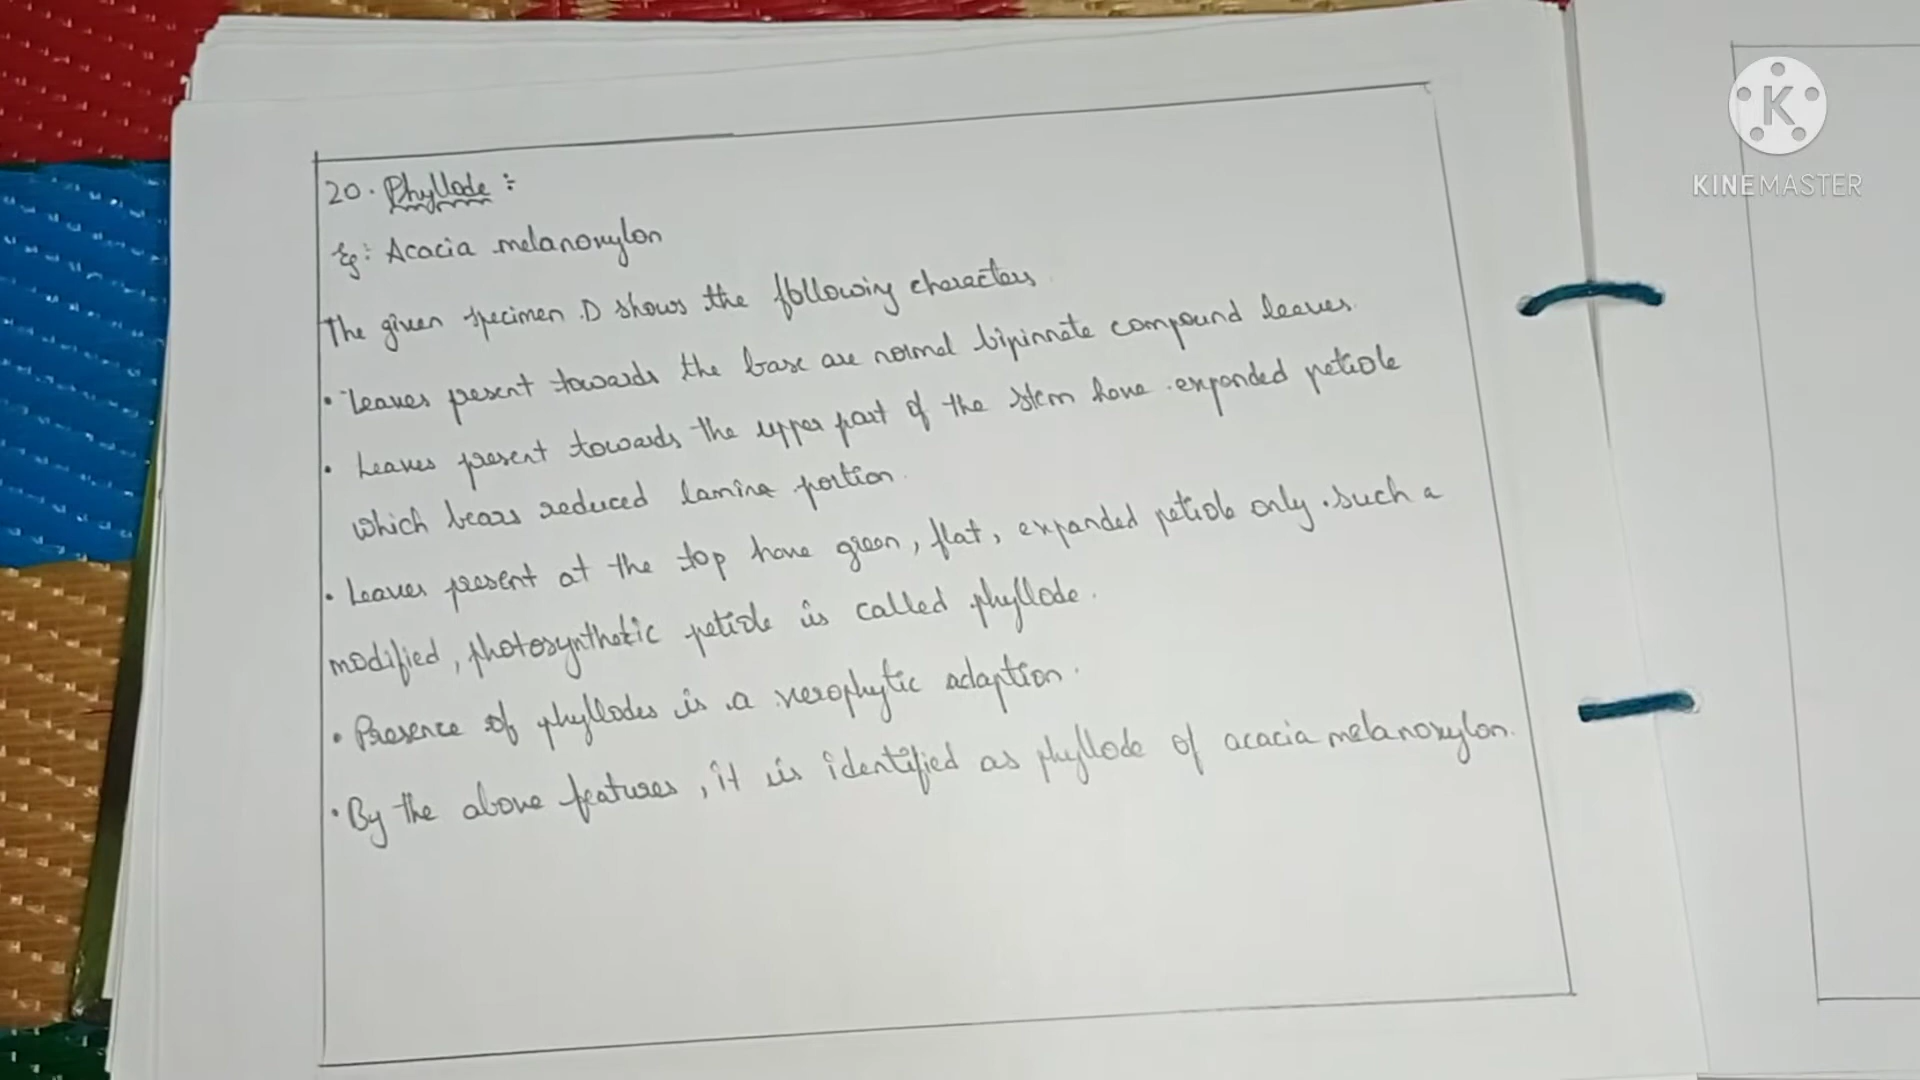 20. Phyllode :-
Eg: Acacia melanoxylon
The given specimen D shows the following characters
• Leaves present towards the base are normal bipinnate compound leaves.
• Leaves present towards the upper part of the stem have expanded petiole
which bears reduced lamina portion.
• Leaves present at the top have green, flat, expanded petiole only. such a
modified, photosynthetic petiole is called phyllode.
• Presence of phyllodes is a xerophytic adaption.
• By the above features, it is identified as phyllode of acacia melanoxylon.
K
KINEMASTER